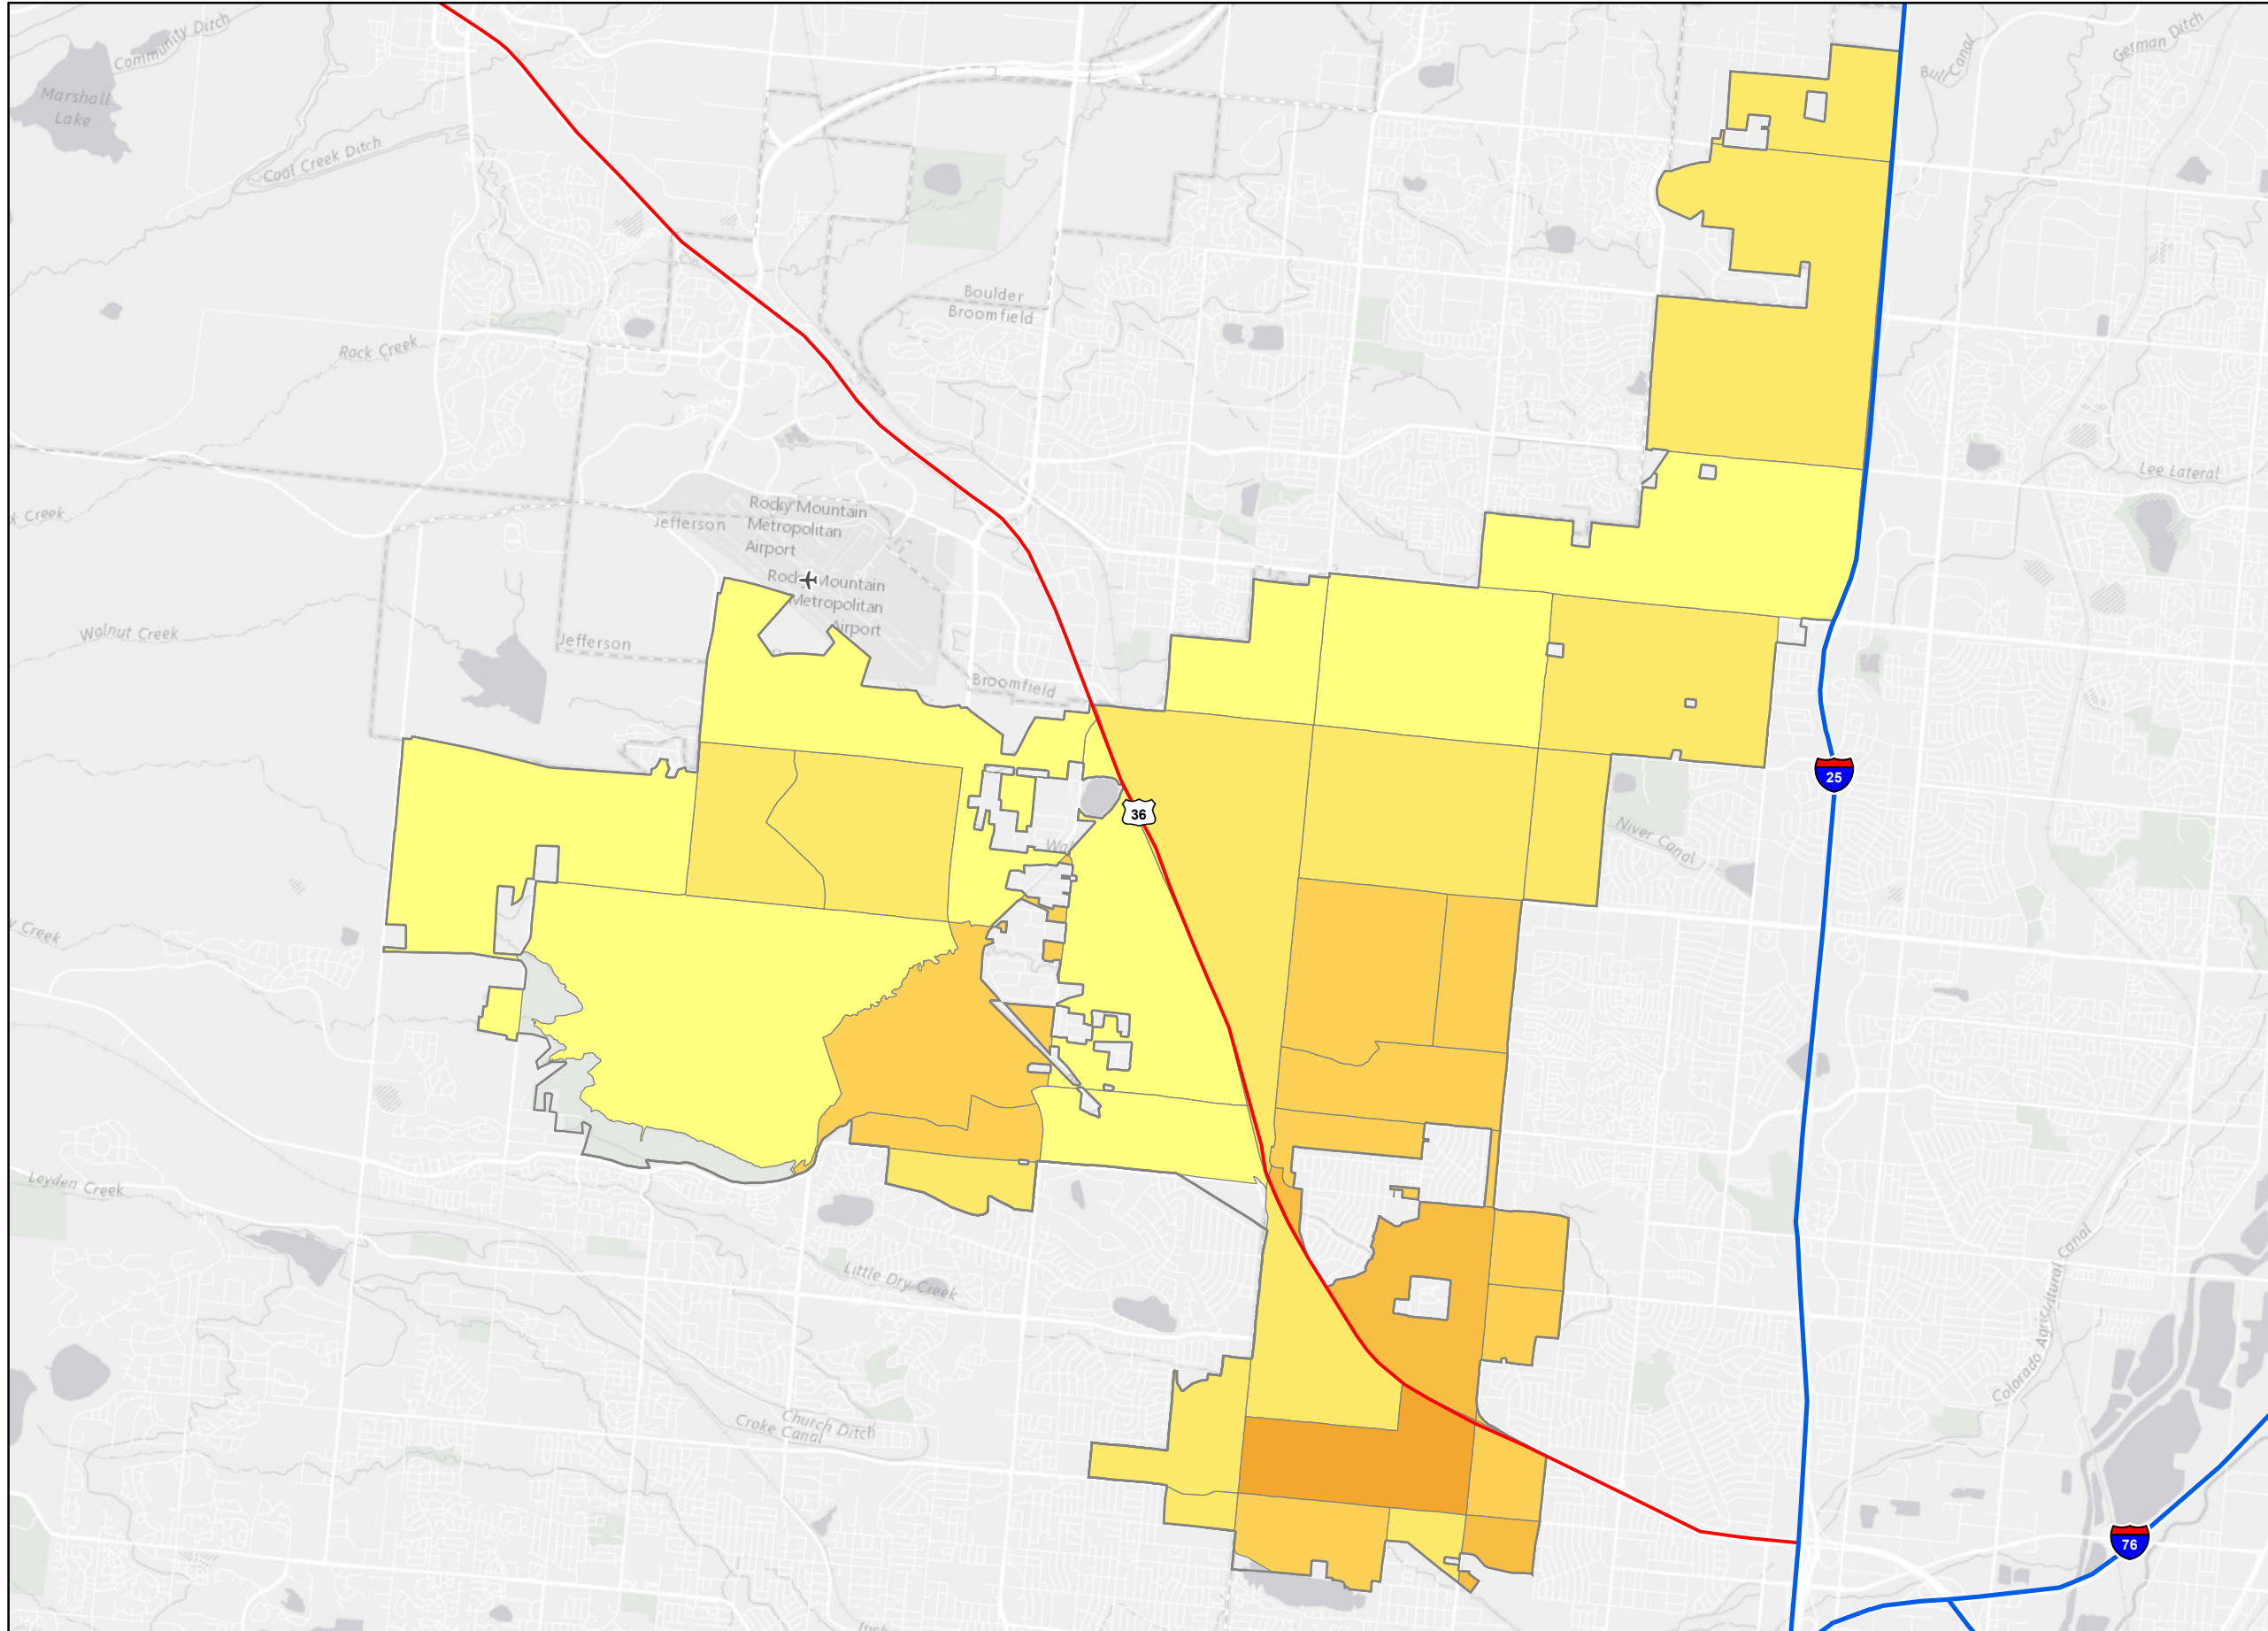 Community Ditch
German Ditch
Bull Canal
Marshall
Lake
Coal Creek Ditch
Boulder
Broomfield
Rock Creek
Lee Lateral
k Creek
Jefferson
Rocky Mountain
Metropolitan
Airport
Rocky Mountain
Metropolitan
Airport
Walnut Creek
Jefferson
Broomfield
25
36
Niver Canal
Wal
y Creek
Leyden Creek
Little Dry Creek
Colorado Agricultural Canal
Church Ditch
Croke Canal
76